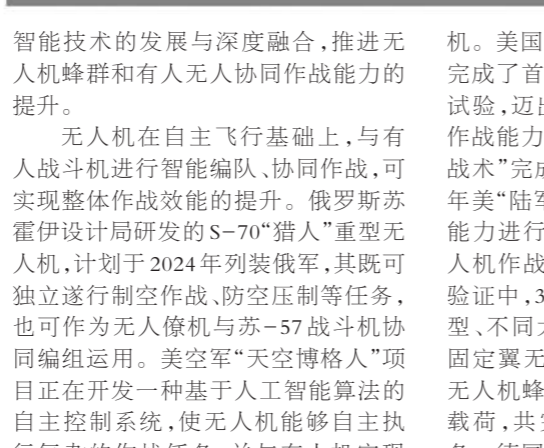 智能技术的发展与深度融合,推进无
人机蜂群和有人无人协同作战能力的
提升。
无人机在自主飞行基础上,与有
人战斗机进行智能编队、协同作战,可
实现整体作战效能的提升。俄罗斯苏
霍伊设计局研发的S-70“猎人”重型无
人机,计划于2024年列装俄军,其既可
独立遂行制空作战、防空压制等任务,
也可作为无人僚机与苏-57战斗机协
同编组运用。美空军“天空博格人”项
目正在开发一种基于人工智能算法的
自主控制系统,使无人机能够自主执
机。美国
完成了首
试验,迈出
作战能力
战术”完成
年美“陆军
能力进行
人机作战
验证中,3
型、不同大
固定翼无
无人机蜂
载荷,共